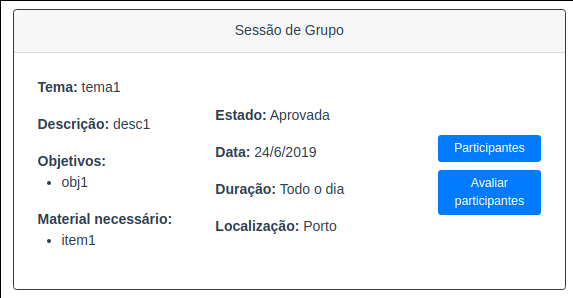 Sessão de Grupo
Tema: tema1
Descrição: desc1
Objetivos:
• obj1
Material necessário:
• item1
Estado: Aprovada
Data: 24/6/2019
Duração: Todo o dia
Localização: Porto
Participantes
Avaliar
participantes